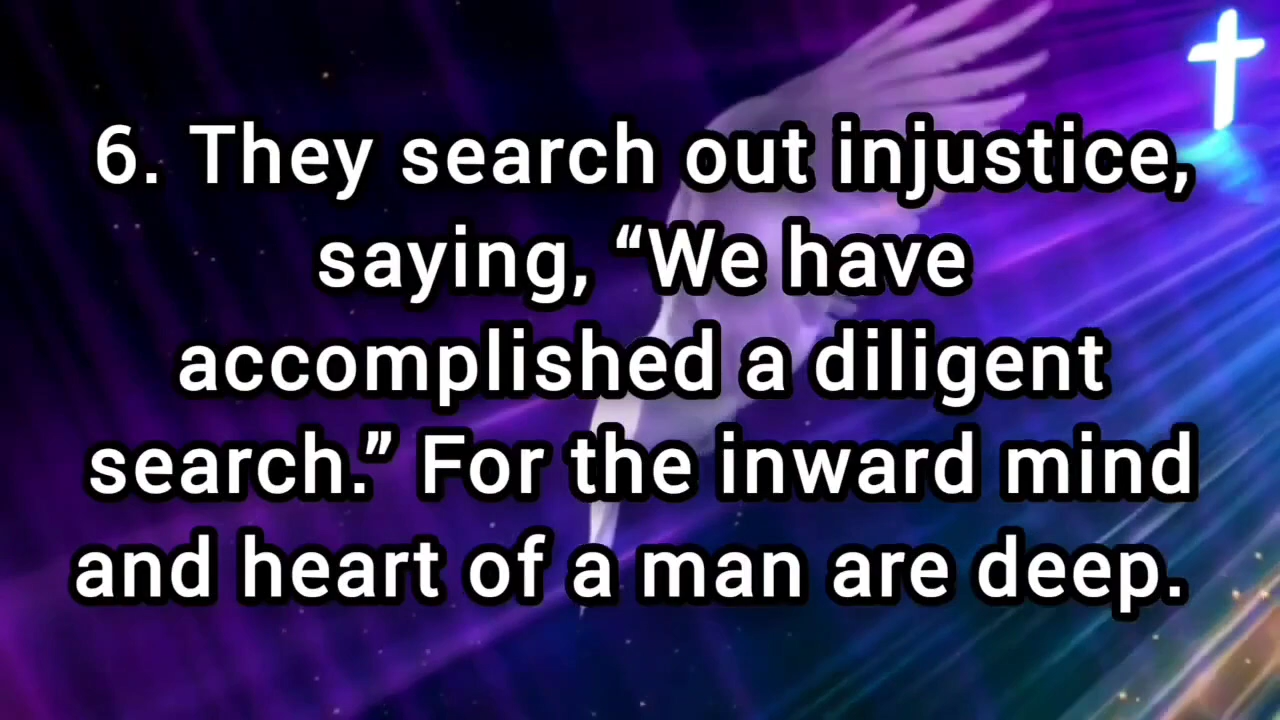 6. They search out injustice,
saying, “We have
accomplished a diligent
search.” For the inward mind
and heart of a man are deep.